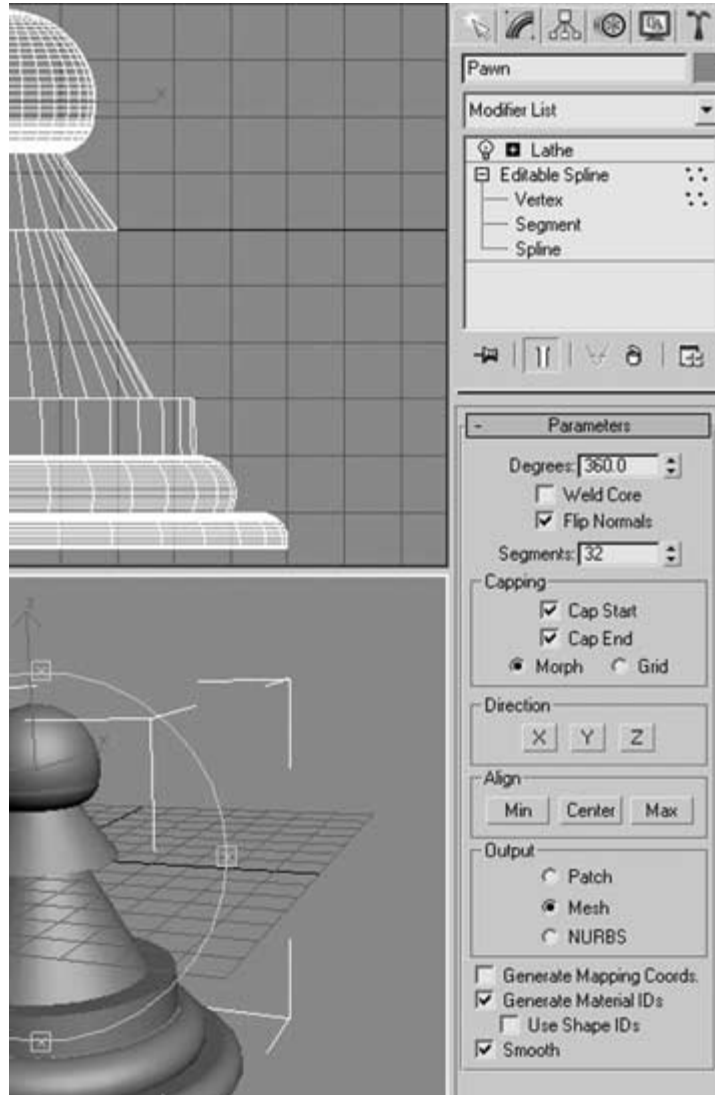 Pawn
Modifier List
Lathe
Editable Spline
Vertex
Segment
Spline
Parameters
Degrees: 360.0
Weld Core
Flip Normals
Segments: 32
Capping
Cap Start
Cap End
Morph Grid
Direction
X Y Z
Align
Min Center Max
Output
Patch
Mesh
NURBS
Generate Mapping Coords.
Generate Material IDs
Use Shape IDs
Smooth
x
z